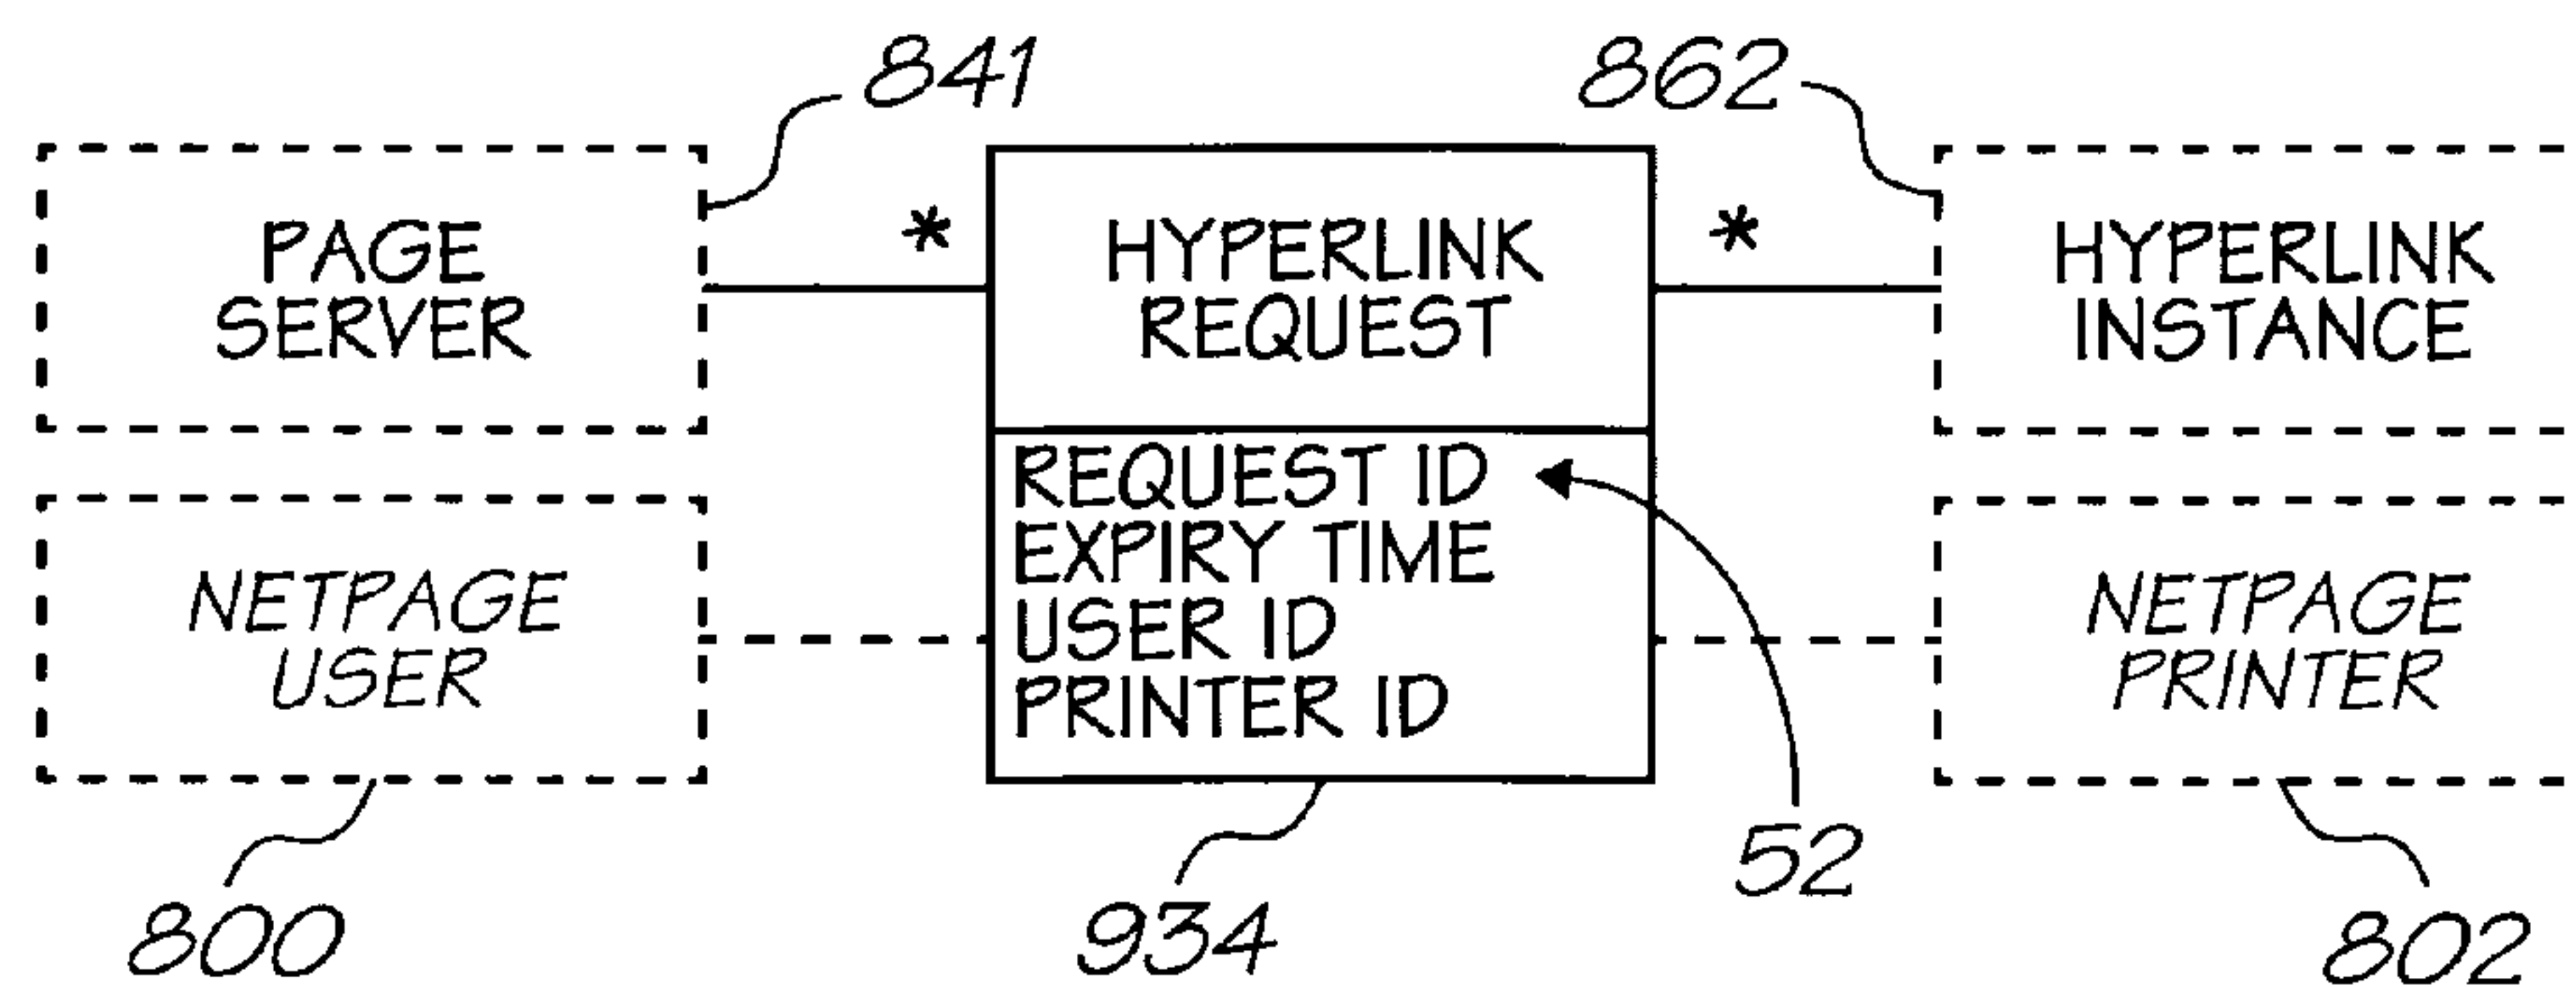 841
862
PAGE
SERVER
*
HYPERLINK
REQUEST
*
HYPERLINK
INSTANCE
REQUEST ID
EXPIRY TIME
USER ID
PRINTER ID
NETPAGE
USER
NETPAGE
PRINTER
52
800
934
802